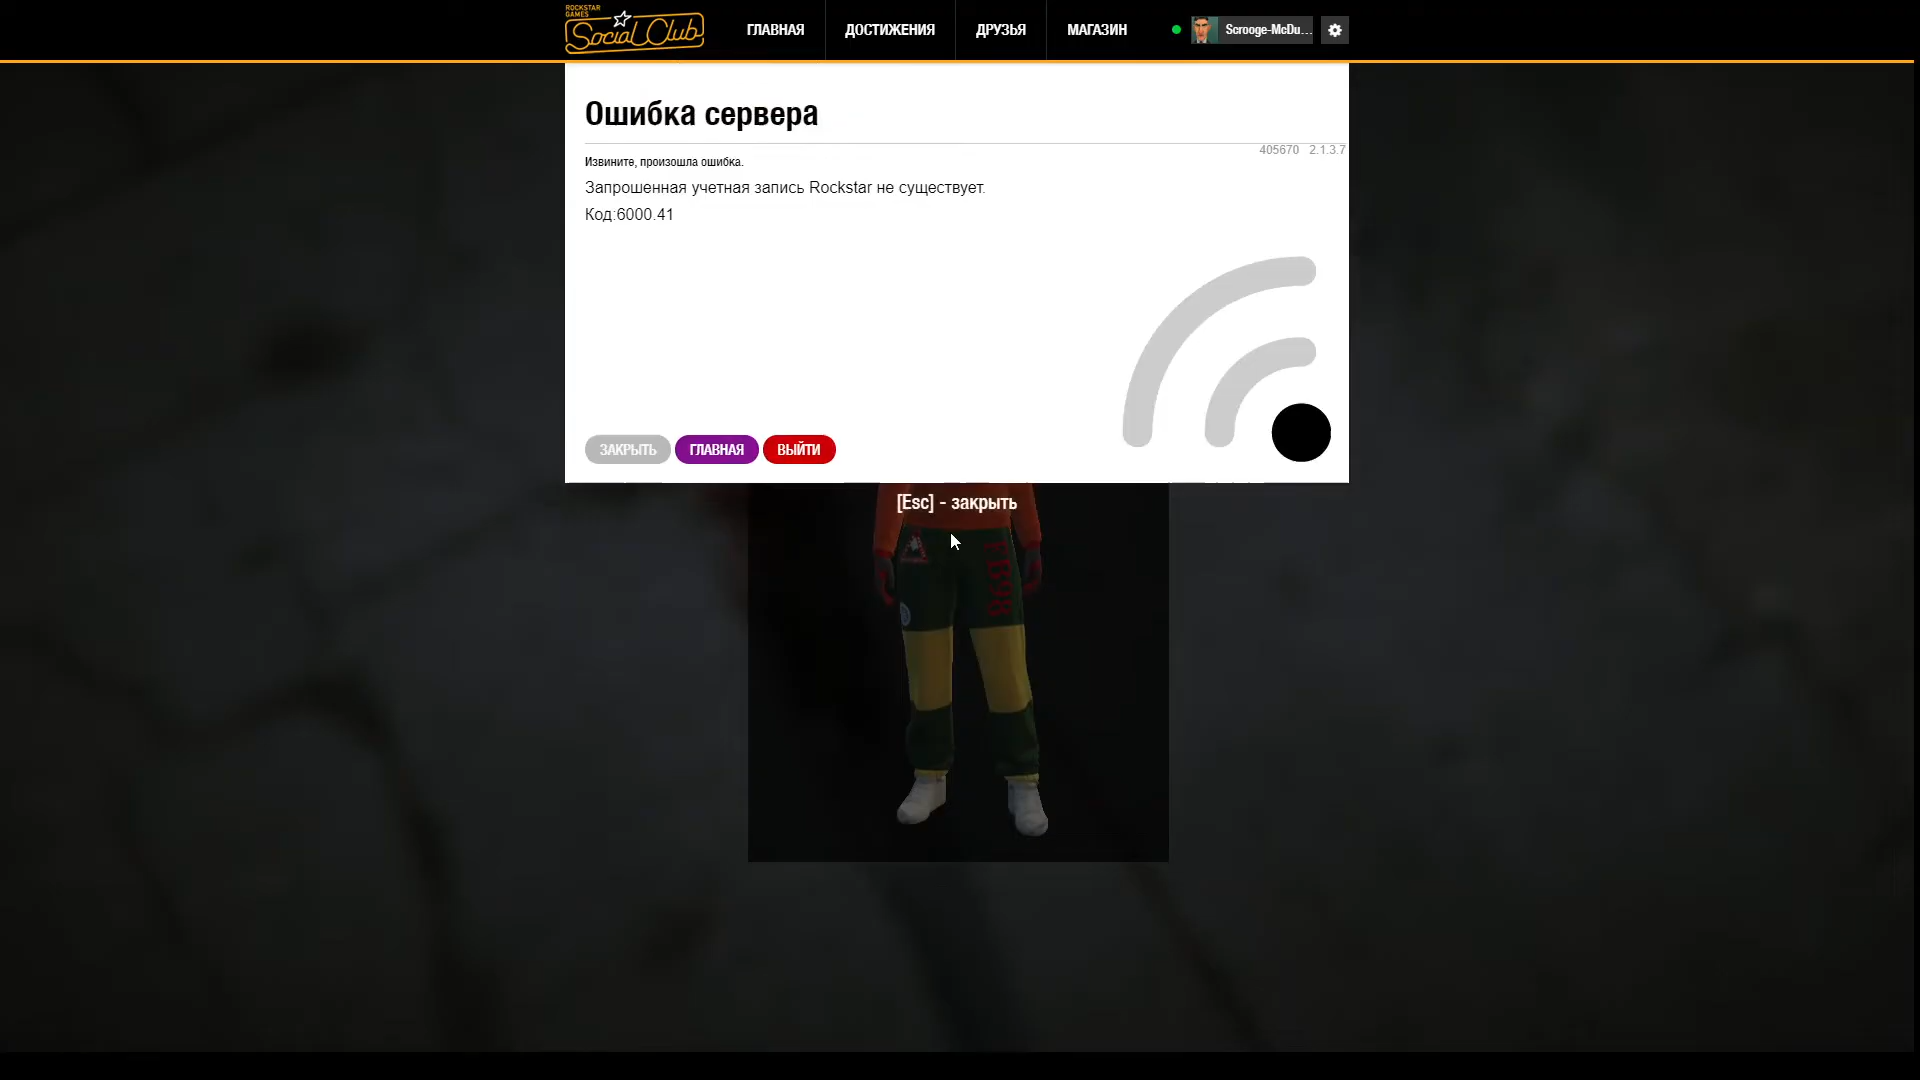 ROCKSTAR
GAMES
Social Club
ГЛАВНАЯ
ДОСТИЖЕНИЯ
ДРУЗЬЯ
МАГАЗИН
Scrooge-McDu...
Ошибка сервера
405670 2.1.3.7
Извините, произошла ошибка.
Запрошенная учетная запись Rockstar не существует.
Код:6000.41
ЗАКРЫТЬ
ГЛАВНАЯ
ВЫЙТИ
[Esc] - закрыть
FB98